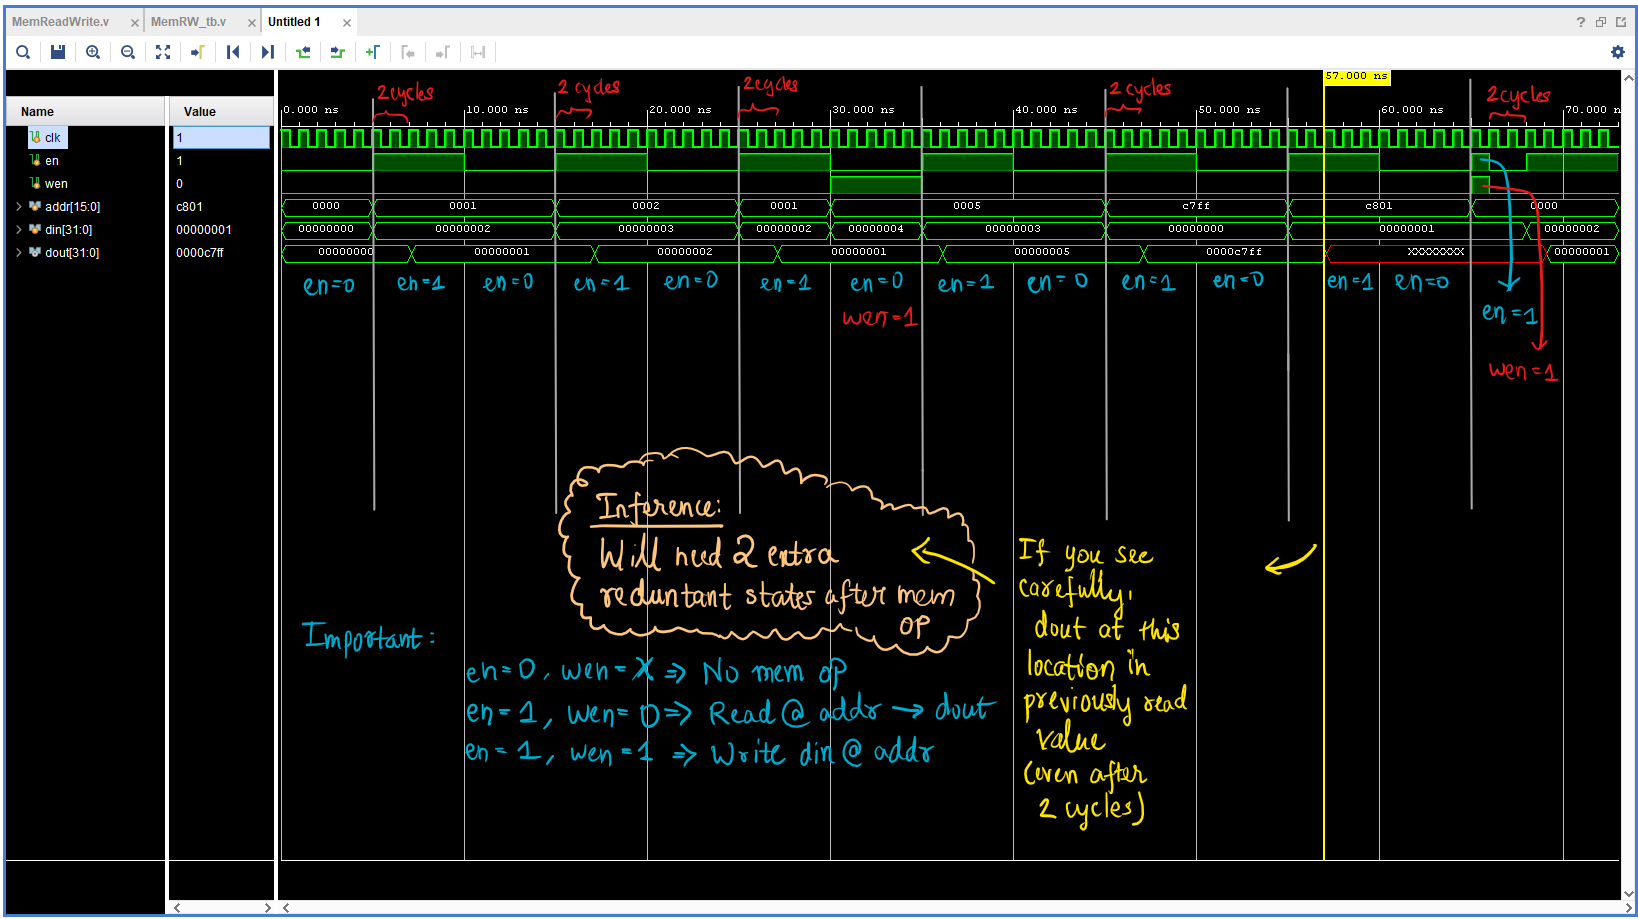 MemReadWrite.v × MemRW_tb.v × Untitled 1 ×
?
57.000 ns
2cycles 2 cycles 2cycles 2 cycles 2cycles
Name Value
0.000 ns 10.000 ns 20.000 ns 30.000 ns 40.000 ns 50.000 ns 60.000 ns 70.000 n
clk 1
en 1
wen 0
addr[15:0] c801 0000 0001 0002 0001 0005 c7ff c801 0000
din[31:0] 00000001 00000000 00000002 00000003 00000002 00000004 00000003 00000000 00000001 00000002
dout[31:0] 0000c7ff 00000000 00000001 00000002 00000001 00000005 0000c7ff XXXXXXXX 00000001
en=0 en=1 en=0 en=1 en=0 en=1 en=0 en=1 en=0 en=1 en=0 en=1 en=0
wen=1
en=1
wen=1
Inference:
Will need 2 extra
reduntant states after mem
op
If you see
carefully,
dout at this
location in
previously read
value
(even after
2 cycles)
Important:
en=0, wen=X => No mem op
en=1, wen=0 => Read @ addr → dout
en=1, wen=1 => Write din @ addr